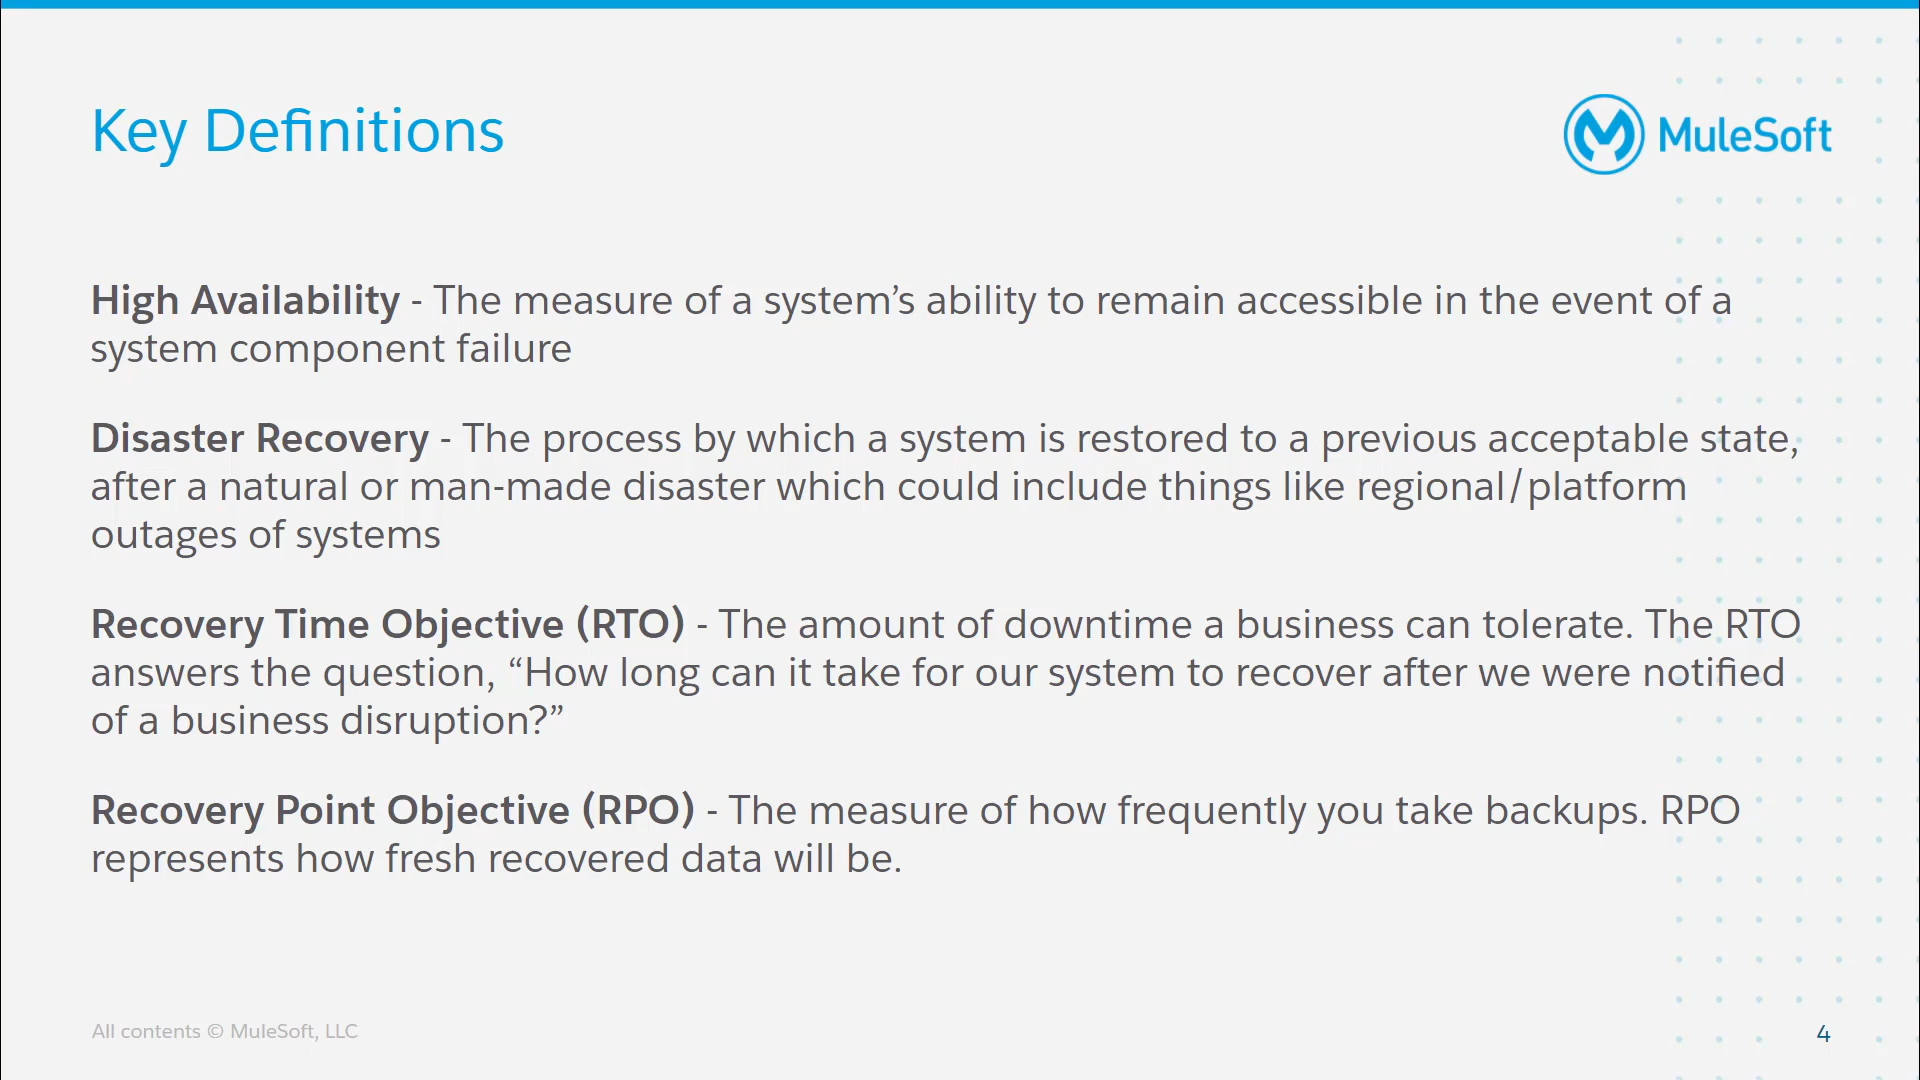 Key Definitions
MuleSoft
High Availability - The measure of a system’s ability to remain accessible in the event of a
system component failure
Disaster Recovery - The process by which a system is restored to a previous acceptable state,
after a natural or man-made disaster which could include things like regional/platform
outages of systems
Recovery Time Objective (RTO) - The amount of downtime a business can tolerate. The RTO
answers the question, “How long can it take for our system to recover after we were notified
of a business disruption?”
Recovery Point Objective (RPO) - The measure of how frequently you take backups. RPO
represents how fresh recovered data will be.
All contents © MuleSoft, LLC
4